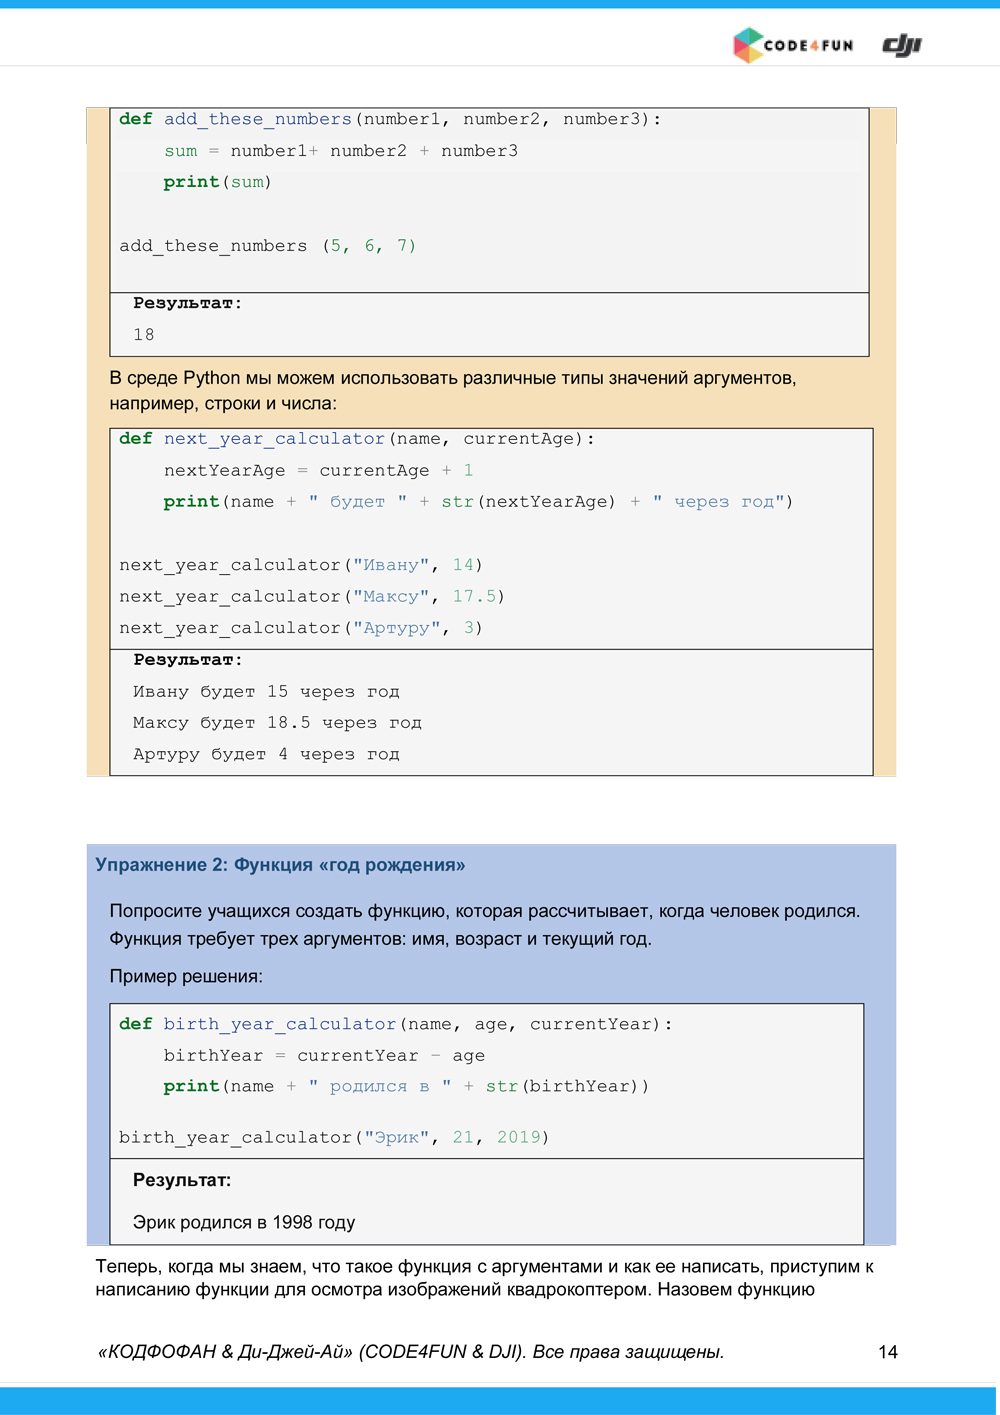 CODE4FUN dji
def add_these_numbers(number1, number2, number3):
sum = number1+ number2 + number3
print(sum)
add_these_numbers (5, 6, 7)
Результат:
18
В среде Python мы можем использовать различные типы значений аргументов,
например, строки и числа:
def next_year_calculator(name, currentAge):
nextYearAge = currentAge + 1
print(name + " будет " + str(nextYearAge) + " через год")
next_year_calculator("Ивану", 14)
next_year_calculator("Максу", 17.5)
next_year_calculator("Артуру", 3)
Результат:
Ивану будет 15 через год
Максу будет 18.5 через год
Артуру будет 4 через год
Упражнение 2: Функция «год рождения»
Попросите учащихся создать функцию, которая рассчитывает, когда человек родился.
Функция требует трех аргументов: имя, возраст и текущий год.
Пример решения:
def birth_year_calculator(name, age, currentYear):
birthYear = currentYear – age
print(name + " родился в " + str(birthYear))
birth_year_calculator("Эрик", 21, 2019)
Результат:
Эрик родился в 1998 году
Теперь, когда мы знаем, что такое функция с аргументами и как ее написать, приступим к
написанию функции для осмотра изображений квадрокоптером. Назовем функцию
«КОДФОФАН & Ди-Джей-Ай» (CODE4FUN & DJI). Все права защищены. 14